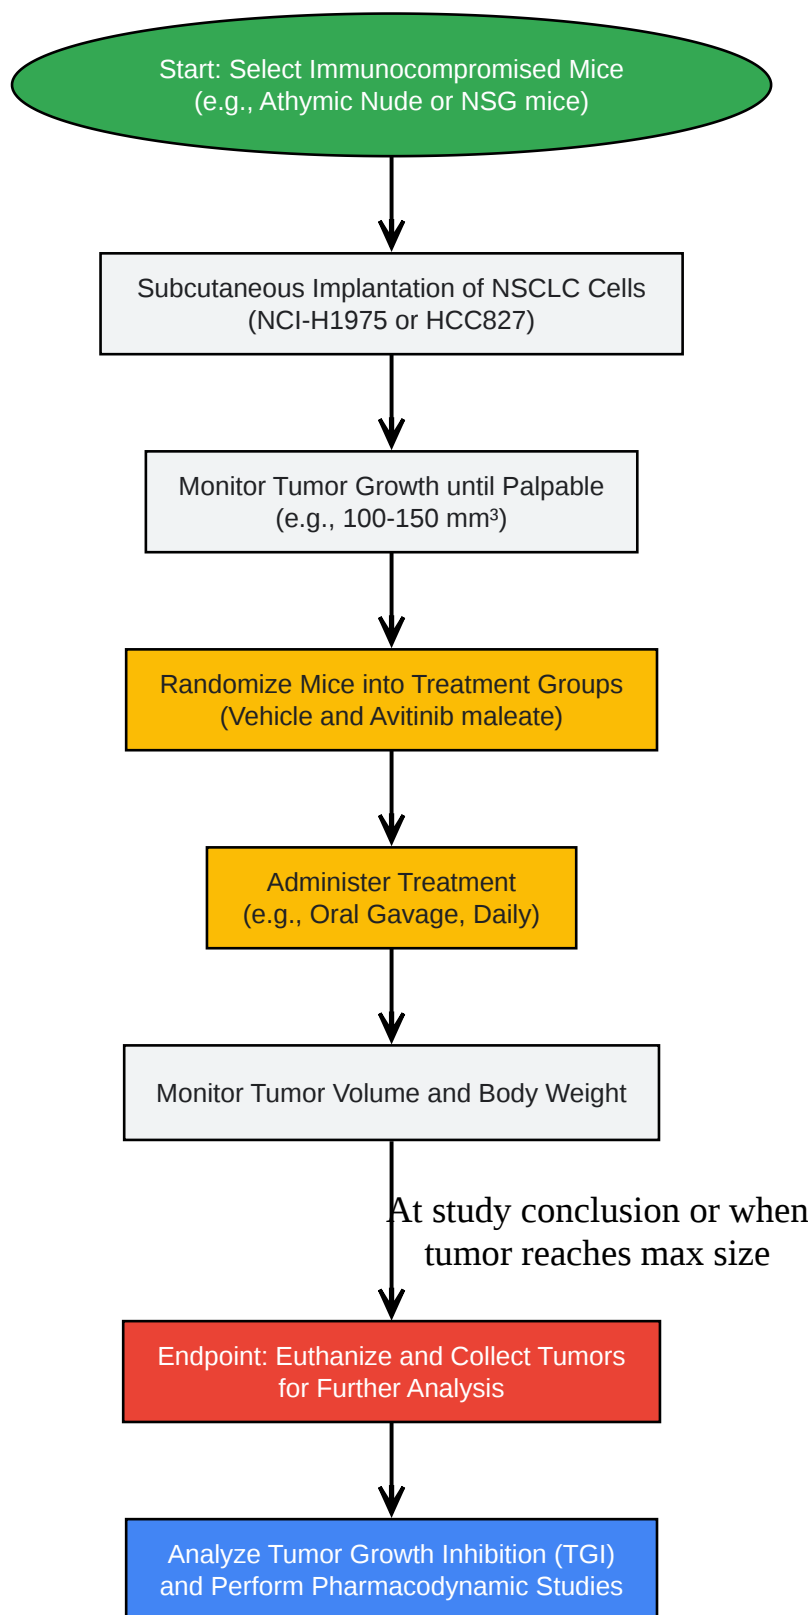 Start: Select Immunocompromised Mice
(e.g., Athymic Nude or NSG mice)
Subcutaneous Implantation of NSCLC Cells
(NCI-H1975 or HCC827)
Monitor Tumor Growth until Palpable
(e.g., 100-150 mm³)
Randomize Mice into Treatment Groups
(Vehicle and Avitinib maleate)
Administer Treatment
(e.g., Oral Gavage, Daily)
Monitor Tumor Volume and Body Weight
At study conclusion or when
tumor reaches max size
Endpoint: Euthanize and Collect Tumors
for Further Analysis
Analyze Tumor Growth Inhibition (TGI)
and Perform Pharmacodynamic Studies